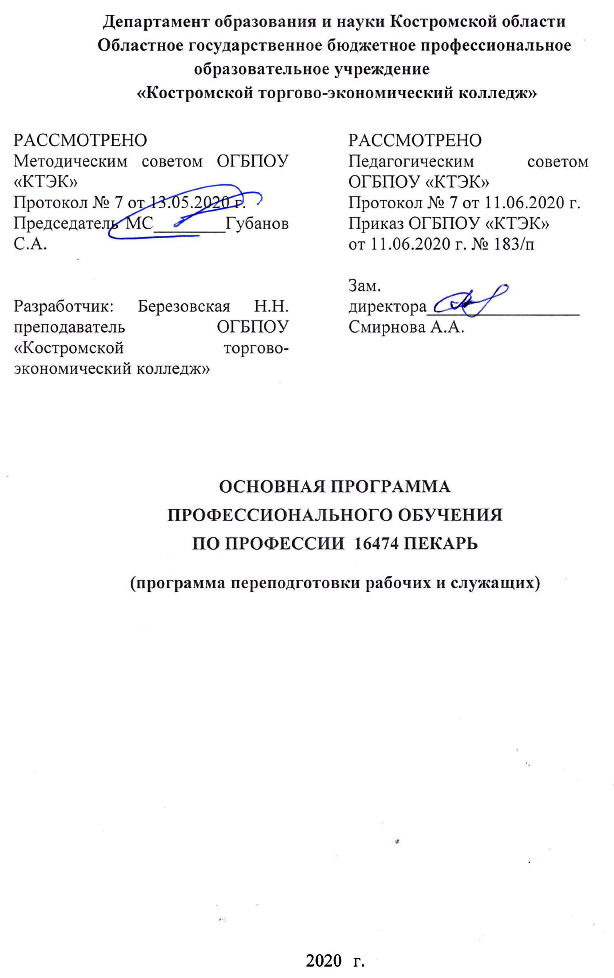 Департамент образования и науки Костромской области
Областное государственное бюджетное профессиональное
образовательное учреждение
«Костромской торгово-экономический колледж»
РАССМОТРЕНО
Методическим советом ОГБПОУ
«КТЭК»
Протокол № 7 от 13.05.2020 г.
Председатель МС________Губанов
С.А.
Разработчик: Березовская Н.Н.
преподаватель ОГБПОУ
«Костромской торгово-
экономический колледж»
РАССМОТРЕНО
Педагогическим советом
ОГБПОУ «КТЭК»
Протокол № 7 от 11.06.2020 г.
Приказ ОГБПОУ «КТЭК»
от 11.06.2020 г. № 183/п
Зам.
директора_________________
Смирнова А.А.
ОСНОВНАЯ ПРОГРАММА
ПРОФЕССИОНАЛЬНОГО ОБУЧЕНИЯ
ПО ПРОФЕССИИ 16474 ПЕКАРЬ
(программа переподготовки рабочих и служащих)
2020 г.